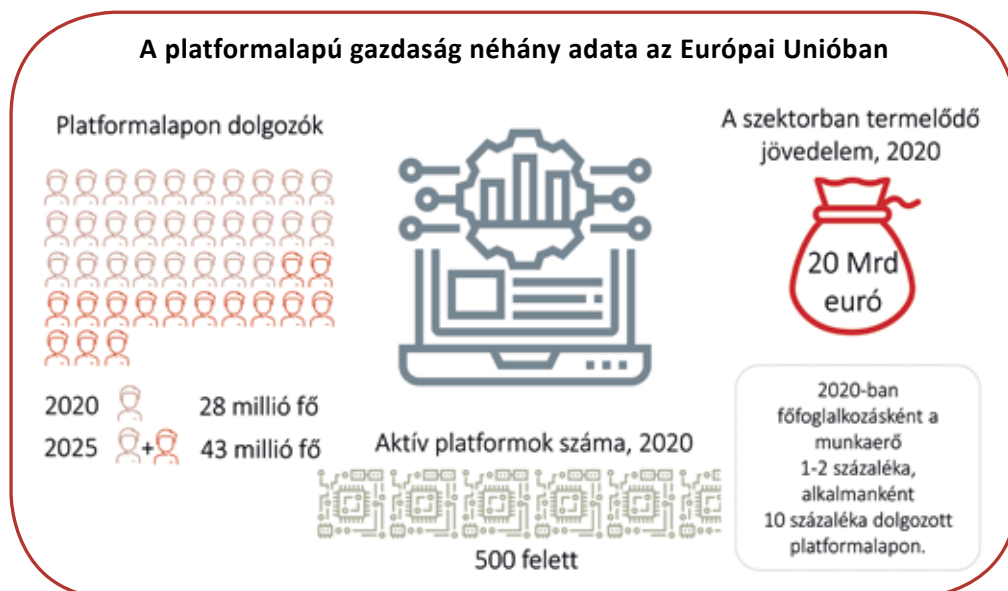 A platformalapú gazdaság néhány adata az Európai Unióban
Platformalapon dolgozók
2020 28 millió fő
2025 + 43 millió fő
Aktív platformok száma, 2020
500 felett
A szektorban termelődő
jövedelem, 2020
20 Mrd
euró
2020-ban
főfoglalkozásként a
munkaerő
1-2 százaléka,
alkalmanként
10 százaléka dolgozott
platformalapon.